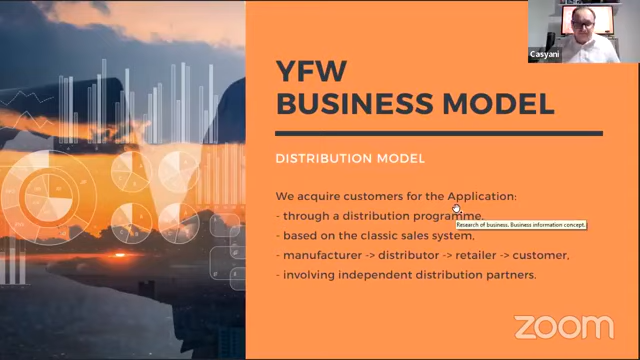 Casyani
YFW
BUSINESS MODEL
DISTRIBUTION MODEL
We acquire customers for the Application:
- through a distribution programme,
Research of business. Business information concept.
- based on the classic sales system,
- manufacturer -> distributor -> retailer -> customer,
- involving independent distribution partners.
zoom